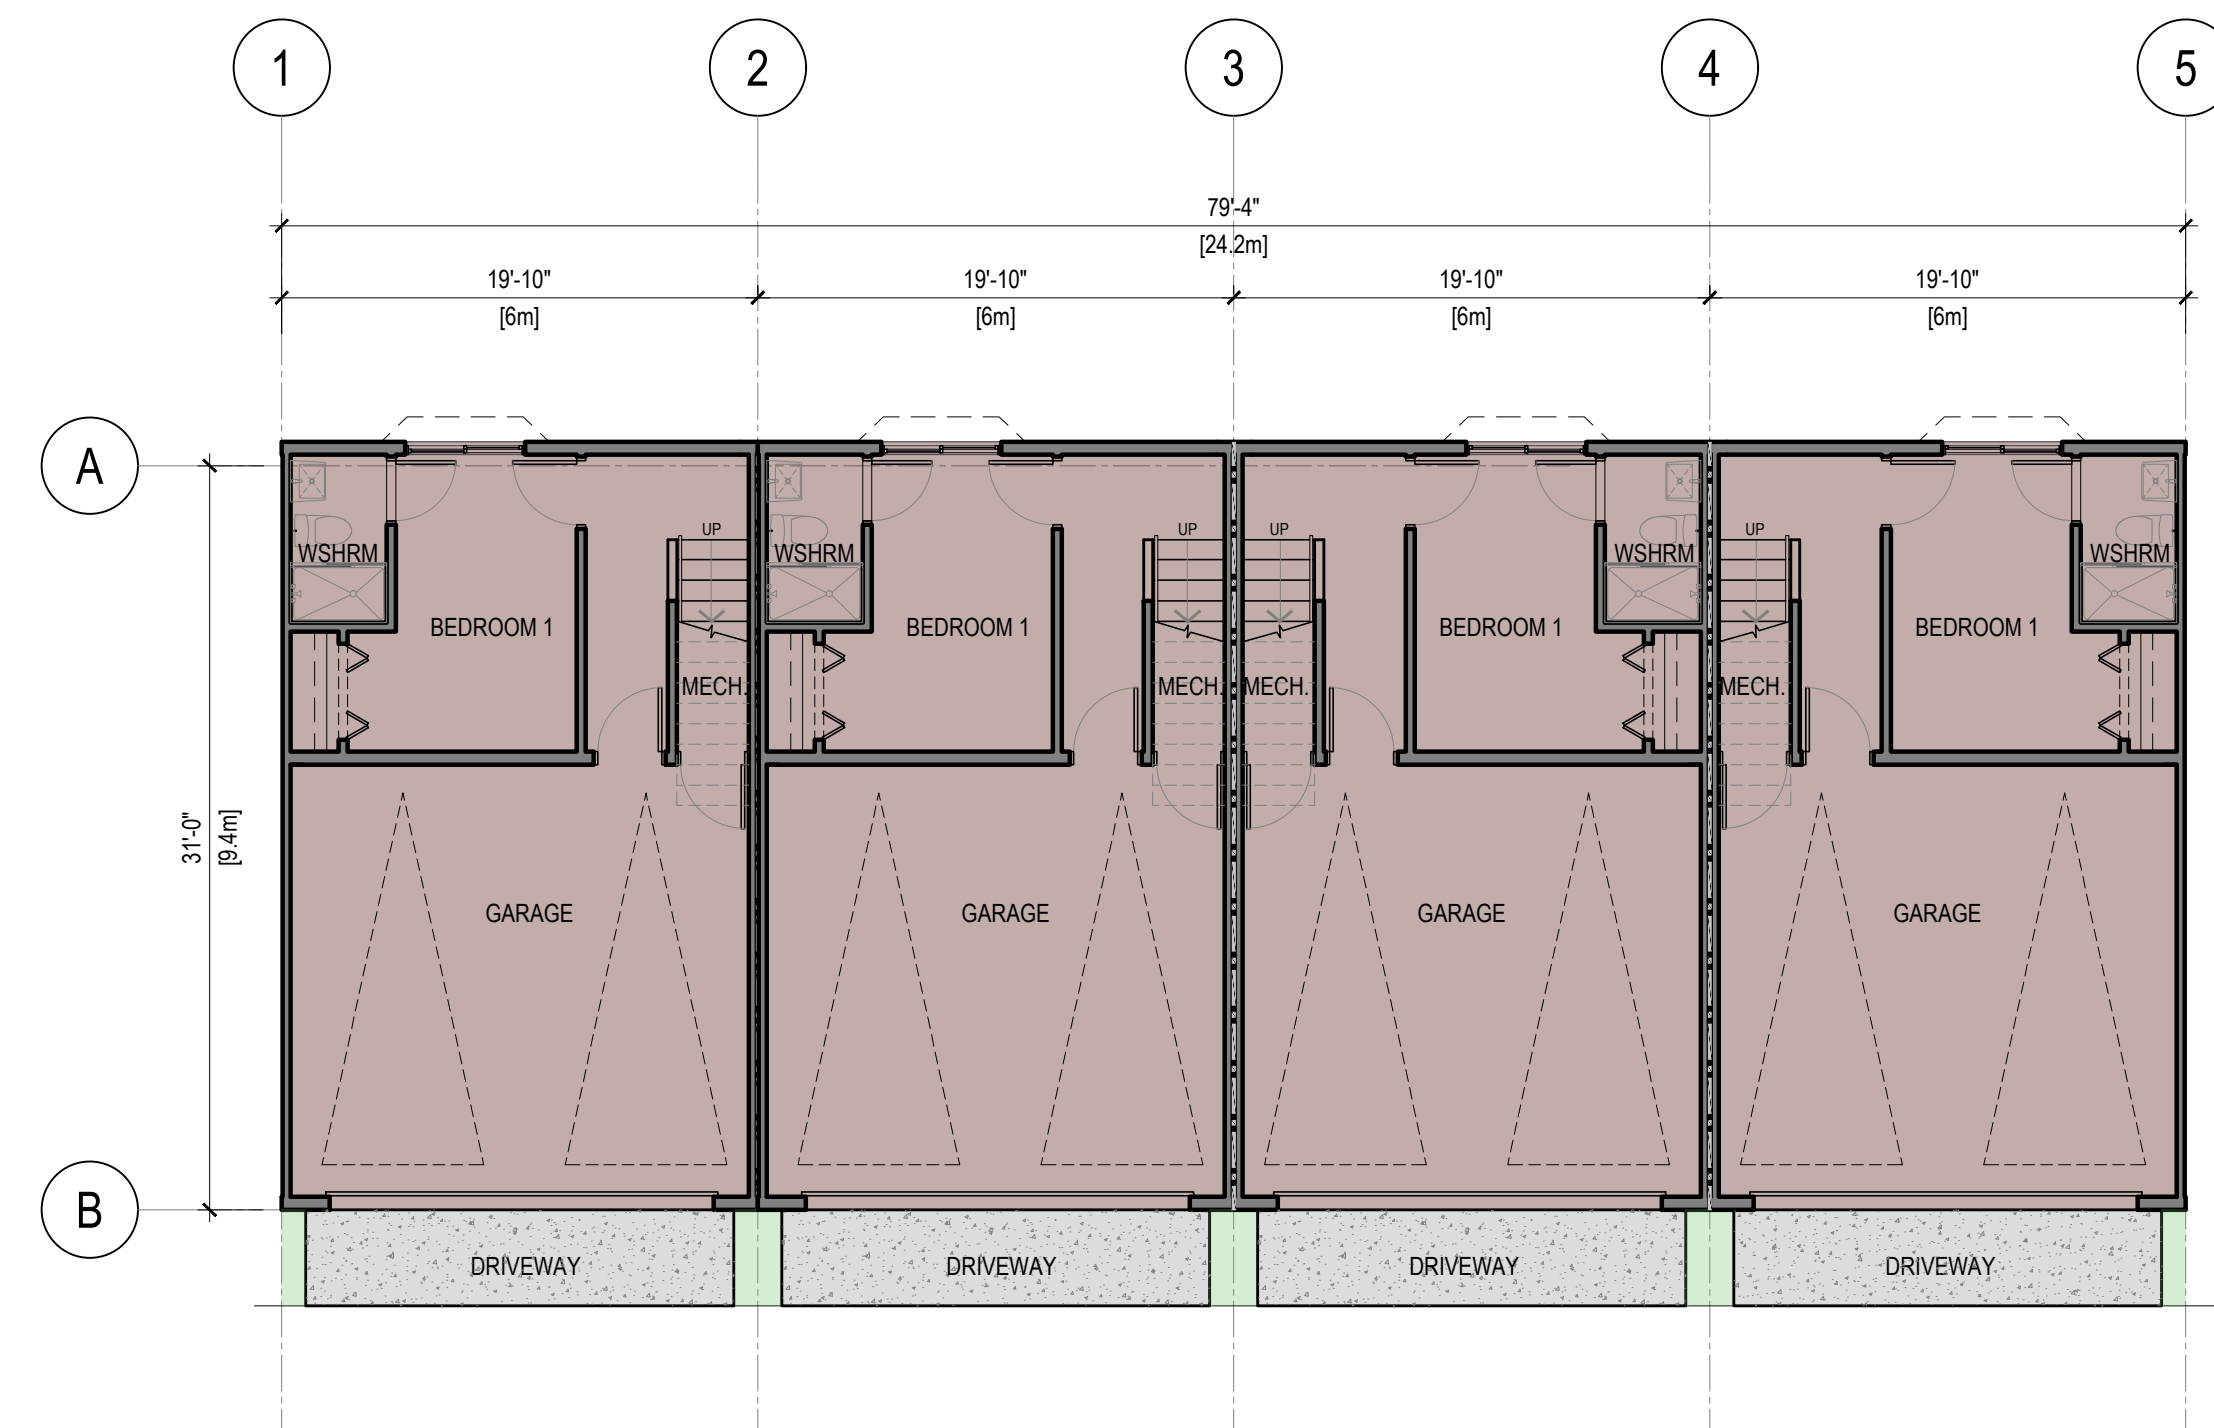 1 2 3 4 5
79'-4"
[24.2m]
19'-10" 19'-10" 19'-10" 19'-10"
[6m] [6m] [6m] [6m]
A
UP UP UP UP
WSHRM WSHRM WSHRM WSHRM
BEDROOM 1 BEDROOM 1 BEDROOM 1 BEDROOM 1
MECH. MECH. MECH. MECH.
31'-0"
[9.4m]
GARAGE GARAGE GARAGE GARAGE
B
DRIVEWAY DRIVEWAY DRIVEWAY DRIVEWAY